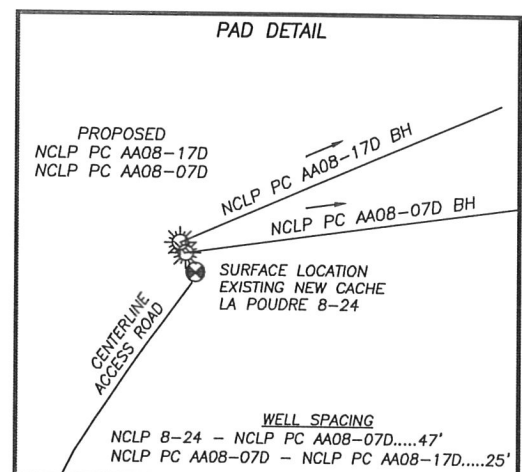 PAD DETAIL
PROPOSED
NCLP PC AA08-17D
NCLP PC AA08-07D
NCLP PC AA08-17D BH
NCLP PC AA08-07D BH
SURFACE LOCATION
EXISTING NEW CACHE
LA POUDRE 8-24
CENTERLINE
ACCESS ROAD
WELL SPACING
NCLP 8-24 - NCLP PC AA08-07D.....47'
NCLP PC AA08-07D - NCLP PC AA08-17D.....25'